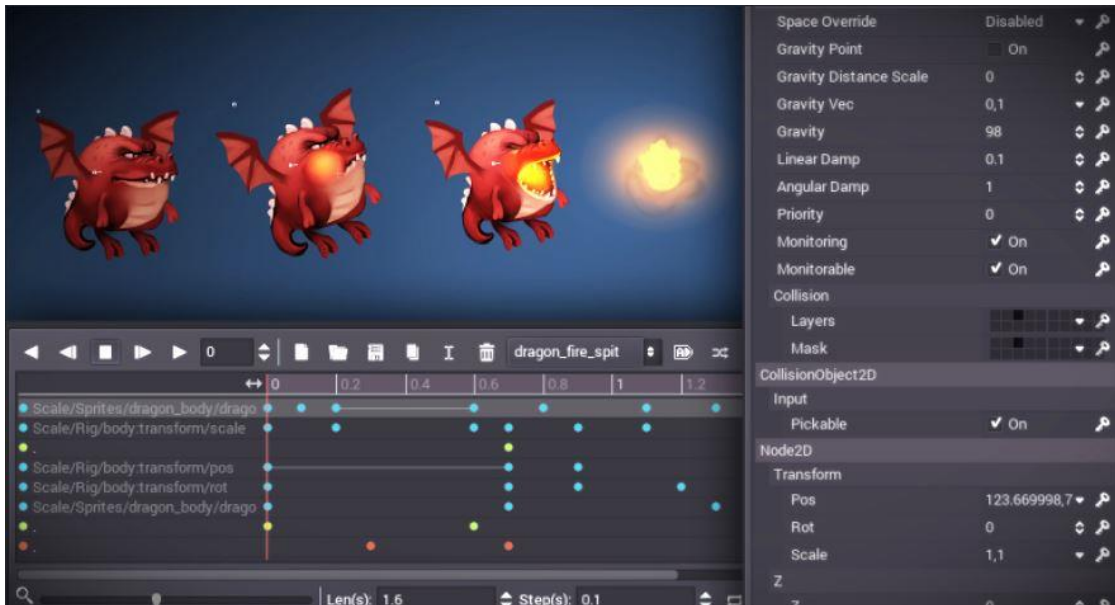 Space Override Disabled
Gravity Point On
Gravity Distance Scale 0
Gravity Vec 0,1
Gravity 98
Linear Damp 0.1
Angular Damp 1
Priority 0
Monitoring On
Monitorable On
Collision
Layers
Mask
CollisionObject2D
Input
Pickable On
Node2D
Transform
Pos 123.669998,7
Rot 0
Scale 1,1
Z
0 dragon_fire_spit
0 0.2 0.4 0.6 0.8 1 1.2
Scale/Sprites/dragon_body/drago
Scale/Rig/body:transform/scale
.
Scale/Rig/body:transform/pos
Scale/Rig/body:transform/rot
Scale/Sprites/dragon_body/drago
.
.
Len(s): 1.6 Step(s): 0.1